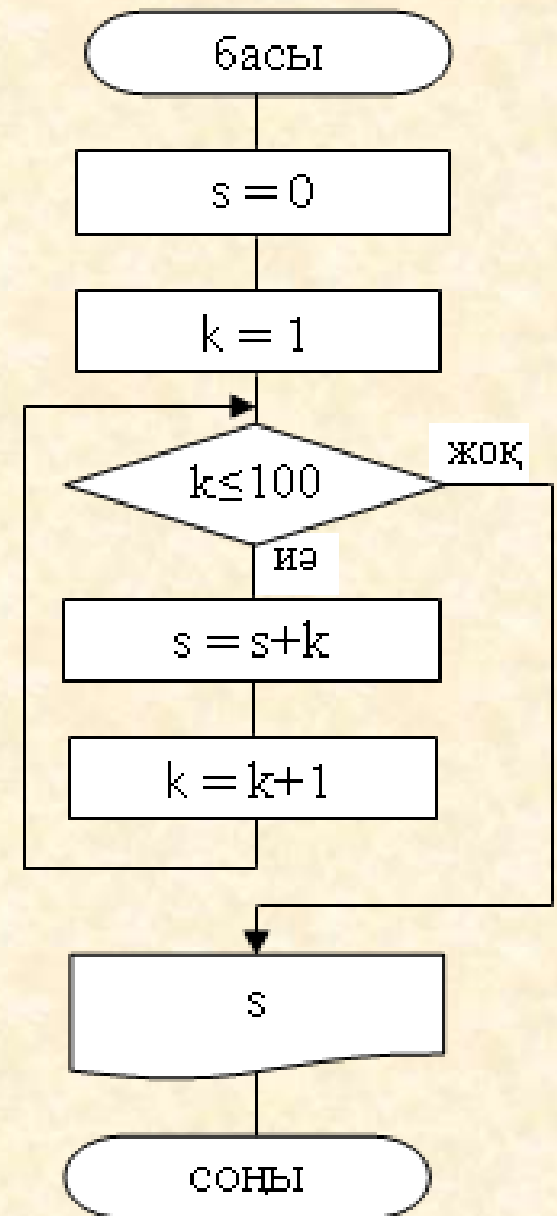 басы
s = 0
k = 1
k≤100
жоқ
иә
s = s+k
k = k+1
s
соңы